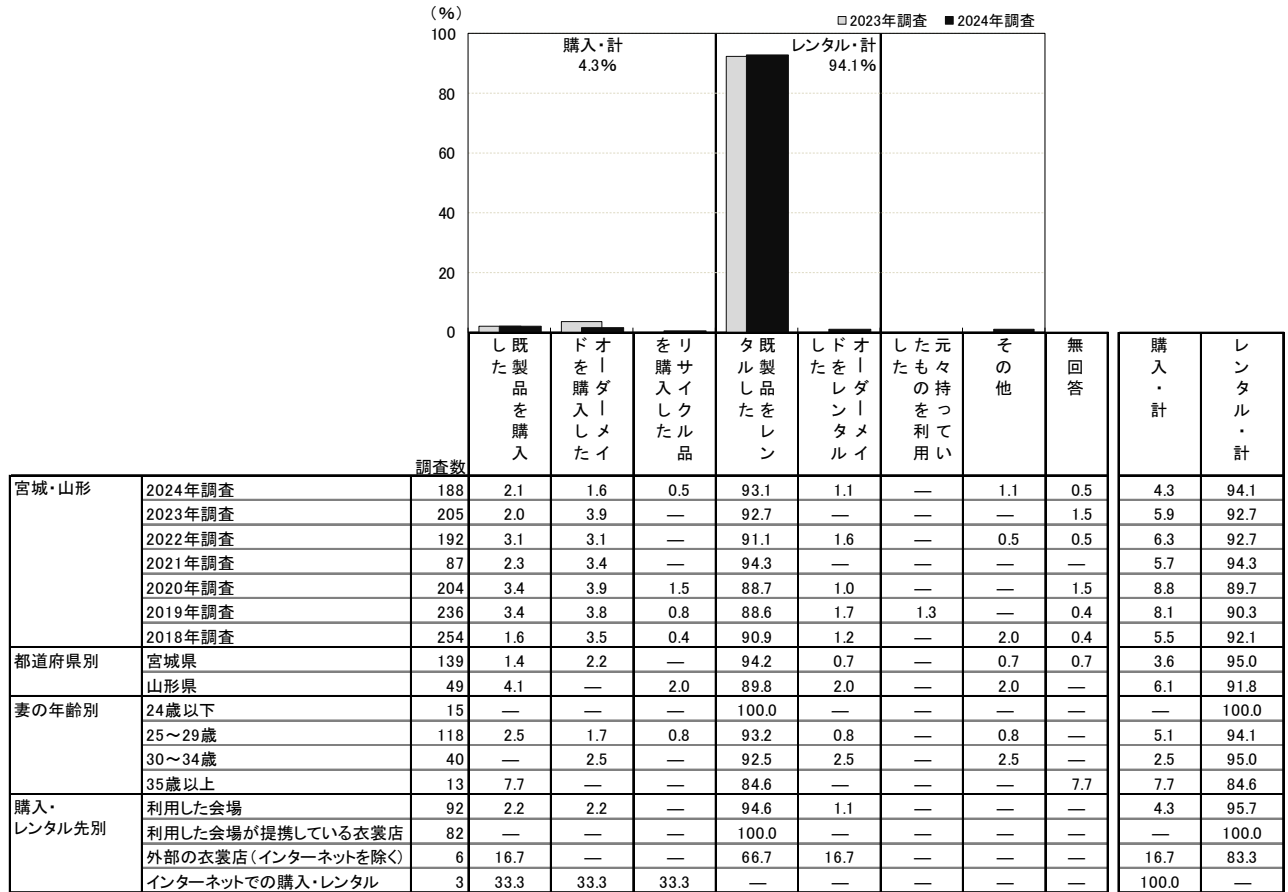 (%)
□2023年調査 ■2024年調査
100
80
60
40
20
0
購入・計
4.3%
レンタル・計
94.1%
調査数
既製品を購入した
オーダーメイドを購入した
リサイクル品を購入した
既製品をレンタルした
オーダーメイドをレンタルした
元々持っていたものを利用した
その他
無回答
購入・計
レンタル・計
宮城・山形 2024年調査 188 2.1 1.6 0.5 93.1 1.1 — 1.1 0.5 4.3 94.1
2023年調査 205 2.0 3.9 — 92.7 — — — 1.5 5.9 92.7
2022年調査 192 3.1 3.1 — 91.1 1.6 — 0.5 0.5 6.3 92.7
2021年調査 87 2.3 3.4 — 94.3 — — — — 5.7 94.3
2020年調査 204 3.4 3.9 1.5 88.7 1.0 — — 1.5 8.8 89.7
2019年調査 236 3.4 3.8 0.8 88.6 1.7 1.3 — 0.4 8.1 90.3
2018年調査 254 1.6 3.5 0.4 90.9 1.2 — 2.0 0.4 5.5 92.1
都道府県別 宮城県 139 1.4 2.2 — 94.2 0.7 — 0.7 0.7 3.6 95.0
山形県 49 4.1 — 2.0 89.8 2.0 — 2.0 — 6.1 91.8
妻の年齢別 24歳以下 15 — — — 100.0 — — — — — 100.0
25～29歳 118 2.5 1.7 0.8 93.2 0.8 — 0.8 — 5.1 94.1
30～34歳 40 — 2.5 — 92.5 2.5 — 2.5 — 2.5 95.0
35歳以上 13 7.7 — — 84.6 — — — 7.7 7.7 84.6
購入・レンタル先別 利用した会場 92 2.2 2.2 — 94.6 1.1 — — — 4.3 95.7
利用した会場が提携している衣裳店 82 — — — 100.0 — — — — — 100.0
外部の衣裳店(インターネットを除く) 6 16.7 — — 66.7 16.7 — — — 16.7 83.3
インターネットでの購入・レンタル 3 33.3 33.3 33.3 — — — — — 100.0 —